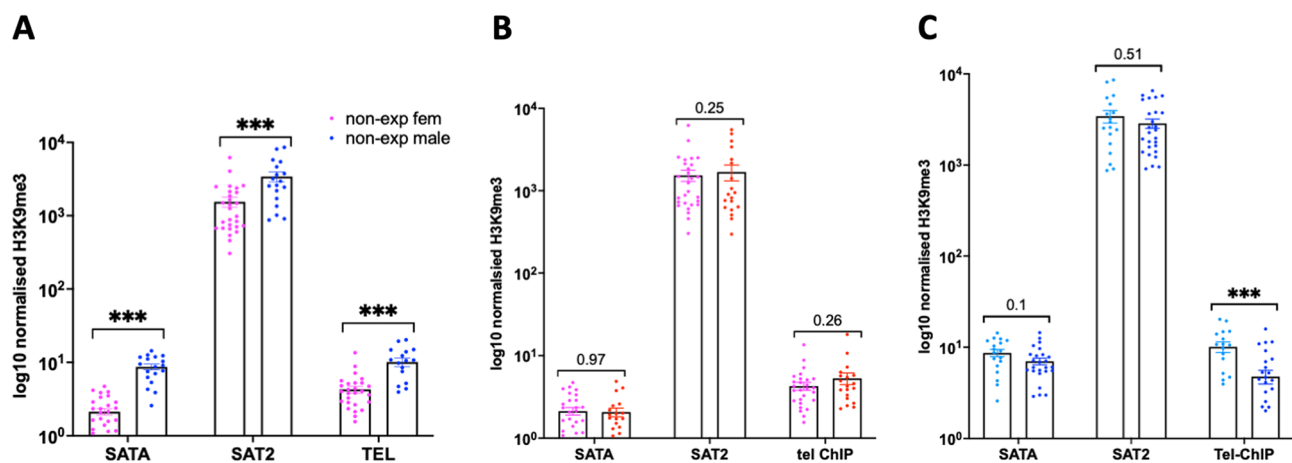 A
log10 normalised H3K9me3
10⁴
10³
10²
10¹
10⁰
***
***
***
non-exp fem
non-exp male
SATA
SAT2
TEL
B
log10 normalsied H3K9me3
10⁴
10³
10²
10¹
10⁰
0.97
0.25
0.26
SATA
SAT2
tel ChIP
C
log10 normalised H3K9me3
10⁴
10³
10²
10¹
10⁰
0.1
0.51
***
SATA
SAT2
Tel-ChIP